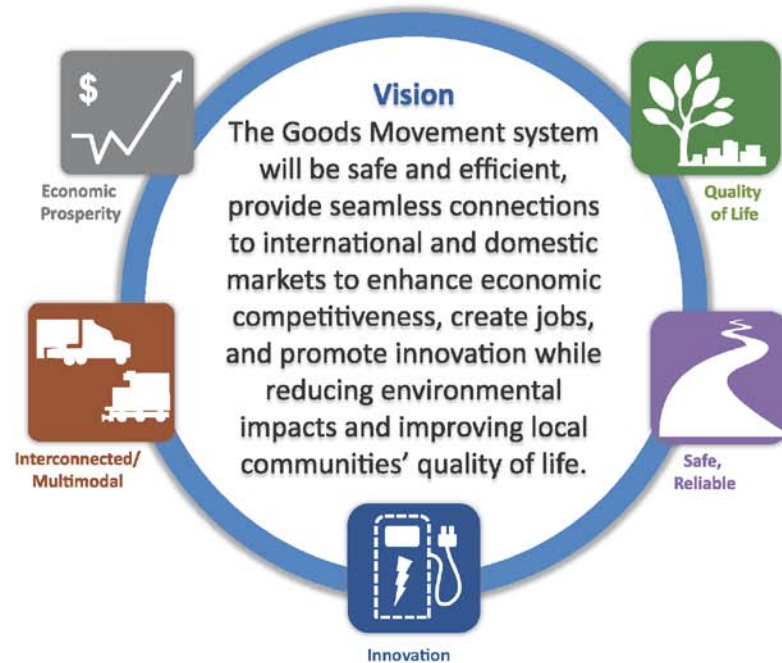 $
Economic
Prosperity
Vision
The Goods Movement system
will be safe and efficient,
provide seamless connections
to international and domestic
markets to enhance economic
competitiveness, create jobs,
and promote innovation while
reducing environmental
impacts and improving local
communities’ quality of life.
Quality
of Life
Interconnected/
Multimodal
Safe,
Reliable
Innovation